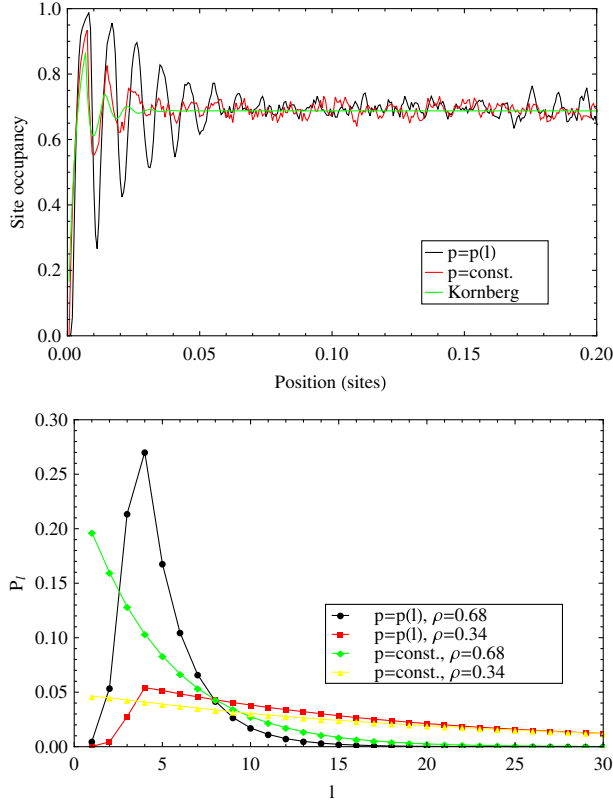 1.0
0.8
0.6
0.4
0.2
0.0
Site occupancy
p=p(l)
p=const.
Kornberg
0.00 0.05 0.10 0.15 0.20
Position (sites)
0.30
0.25
0.20
0.15
0.10
0.05
0.00
P_l
p=p(l), ρ=0.68
p=p(l), ρ=0.34
p=const., ρ=0.68
p=const., ρ=0.34
0 5 10 15 20 25 30
l